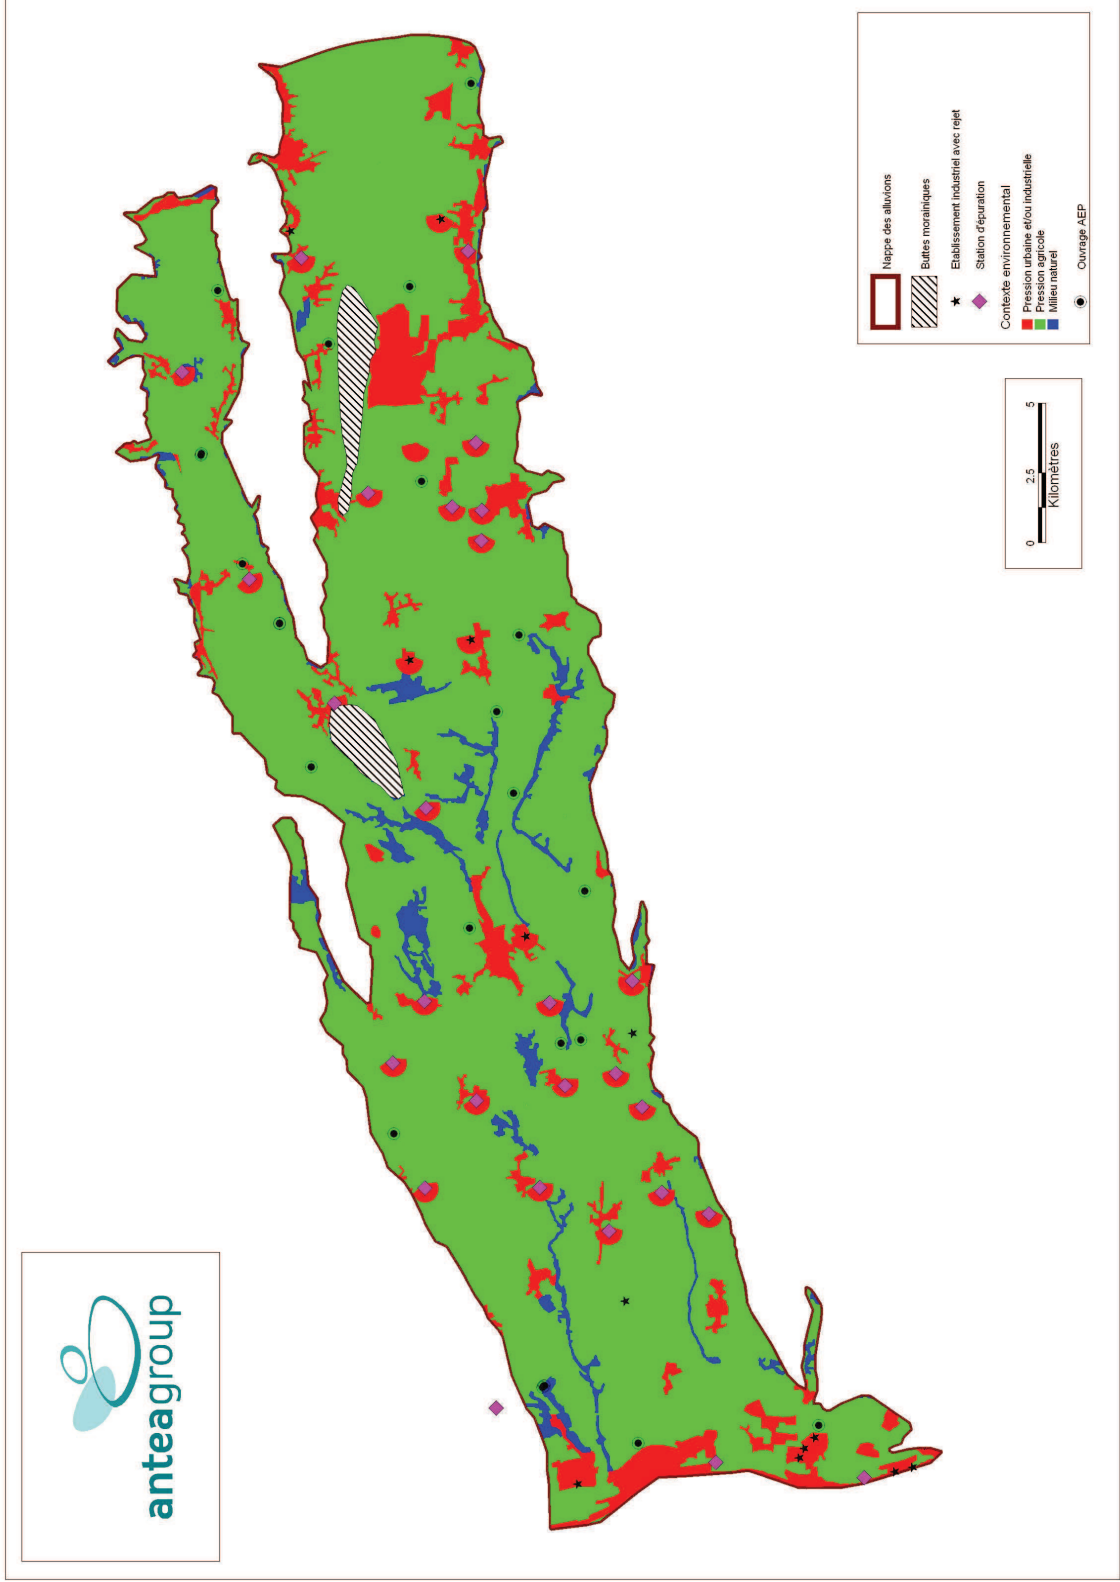 anteagroup
Nappe des alluvions
Buttes morainiques
Etablissement industriel avec rejet
Station d'épuration
Contexte environnemental
Pression urbaine et/ou industrielle
Pression agricole
Milieu naturel
Ouvrage AEP
0 2.5 5
Kilomètres